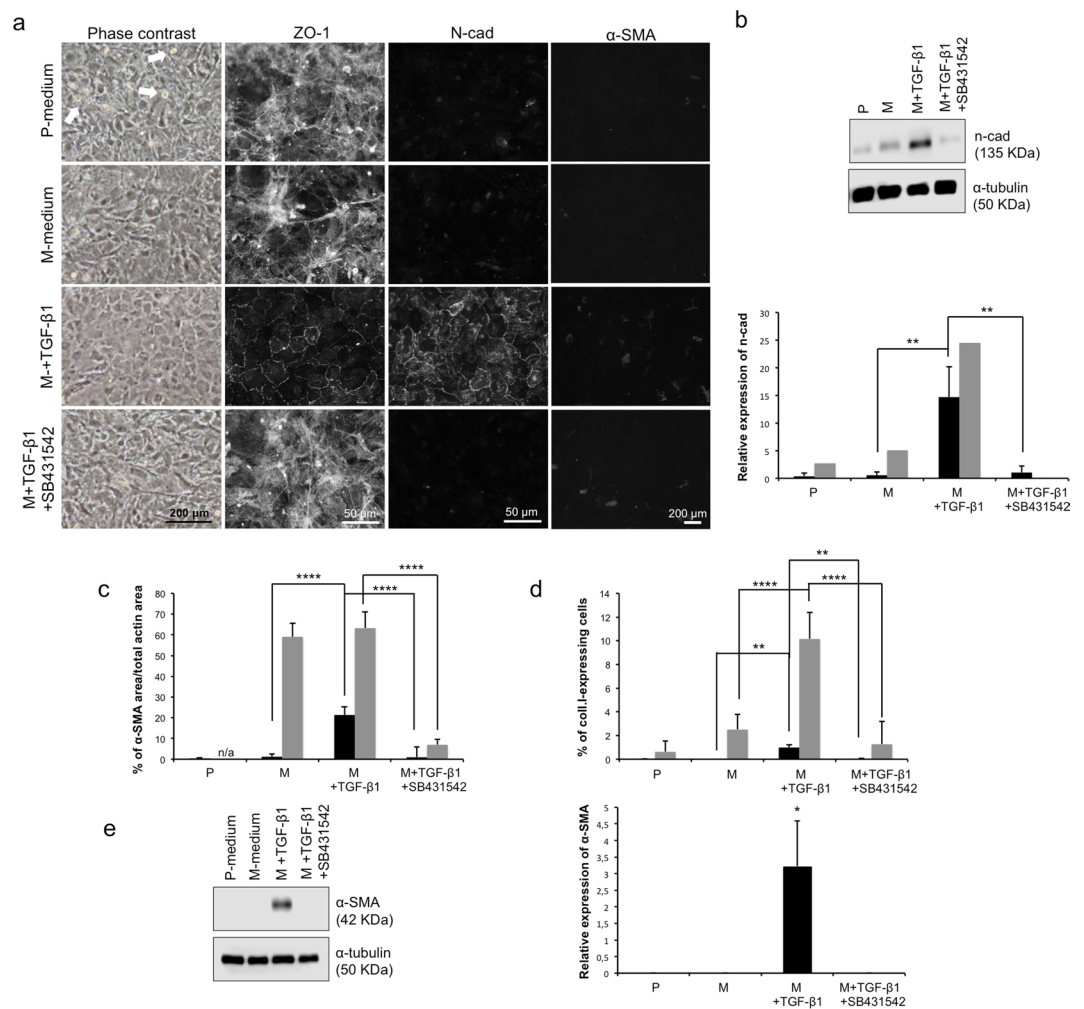 a
Phase contrast
ZO-1
N-cad
α-SMA
P-medium
M-medium
M-+TGF-β1
M+TGF-β1
+SB431542
200 µm
50 µm
50 µm
200 µm
b
P
M
M+TGF-β1
M+TGF-β1
+SB431542
n-cad
(135 KDa)
α-tubulin
(50 KDa)
Relative expression of n-cad
30
25
20
15
10
5
0
**
**
P
M
M
+TGF-β1
M+TGF-β1
+SB431542
c
% of α-SMA area/total actin area
80
70
60
50
40
30
20
10
0
****
****
****
n/a
P
M
M
+TGF-β1
M+TGF-β1
+SB431542
d
% of coll.I-expressing cells
14
12
10
8
6
4
2
0
**
****
****
**
P
M
M
+TGF-β1
M+TGF-β1
+SB431542
e
P-medium
M-medium
M +TGF-β1
M +TGF-β1
+SB431542
α-SMA
(42 KDa)
α-tubulin
(50 KDa)
Relative expression of α-SMA
5
4,5
4
3,5
3
2,5
2
1,5
1
0,5
0
*
P
M
M
+TGF-β1
M+TGF-β1
+SB431542